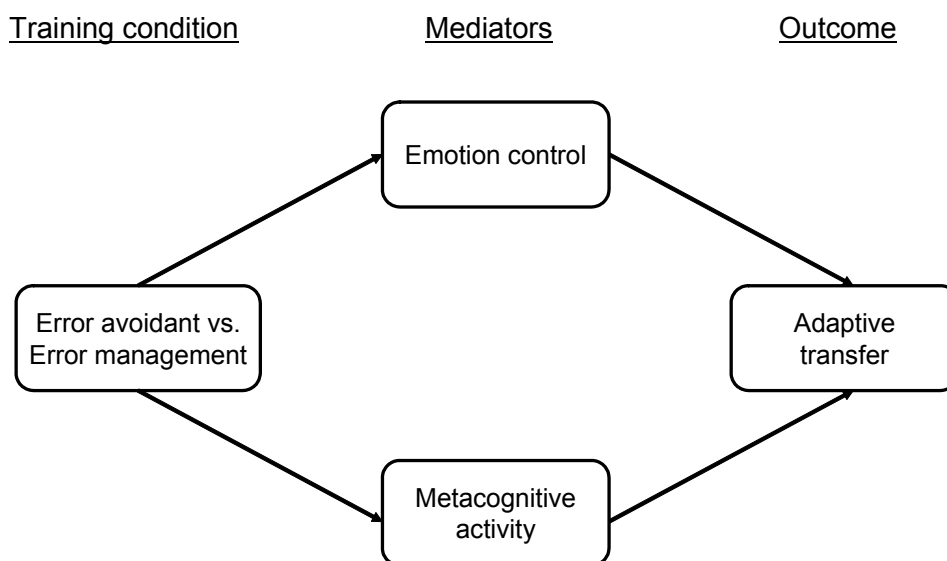 Training condition
Mediators
Outcome
Emotion control
Error avoidant vs.
Error management
Adaptive
transfer
Metacognitive
activity